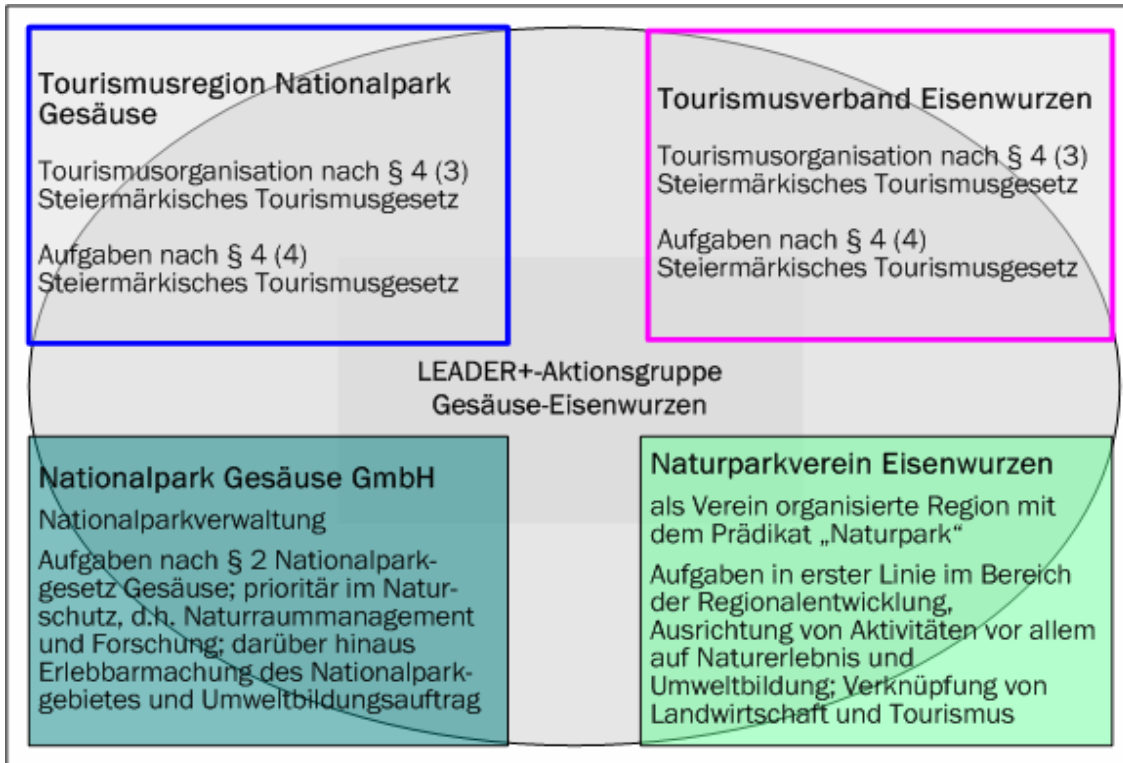 Tourismusregion Nationalpark
Gesäuse
Tourismusorganisation nach § 4 (3)
Steiermärkisches Tourismusgesetz
Aufgaben nach § 4 (4)
Steiermärkisches Tourismusgesetz
Tourismusverband Eisenwurzen
Tourismusorganisation nach § 4 (3)
Steiermärkisches Tourismusgesetz
Aufgaben nach § 4 (4)
Steiermärkisches Tourismusgesetz
LEADER+-Aktionsgruppe
Gesäuse-Eisenwurzen
Nationalpark Gesäuse GmbH
Nationalparkverwaltung
Aufgaben nach § 2 Nationalpark-
gesetz Gesäuse; prioritär im Natur-
schutz, d.h. Naturraummanagement
und Forschung; darüber hinaus
Erlebbarmachung des Nationalpark-
gebietes und Umweltbildungsauftrag
Naturparkverein Eisenwurzen
als Verein organisierte Region mit
dem Prädikat „Naturpark“
Aufgaben in erster Linie im Bereich
der Regionalentwicklung,
Ausrichtung von Aktivitäten vor allem
auf Naturerlebnis und
Umweltbildung; Verknüpfung von
Landwirtschaft und Tourismus